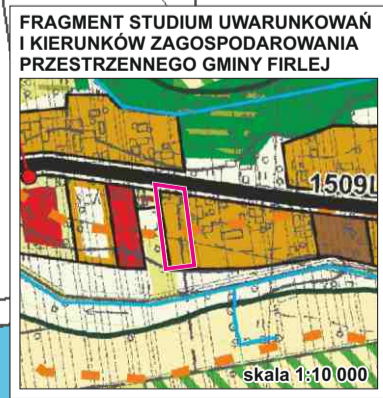 FRAGMENT STUDIUM UWARUNKOWAŃ
I KIERUNKÓW ZAGOSPODAROWANIA
PRZESTRZENNEGO GMINY FIRLEJ
1509L
skala 1:10 000